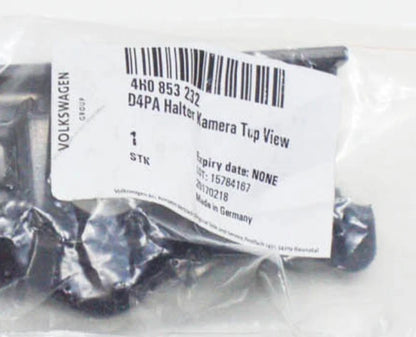 VOLKSWAGEN
GROUP
4H0 853 232
D4PA Halter Kamera Top View
1
STK
Expiry date: NONE
LOT: 15784167
20170218
Made in Germany